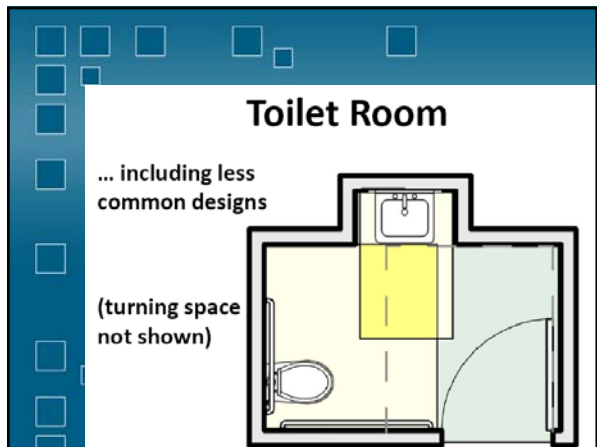 Toilet Room
... including less
common designs
(turning space
not shown)